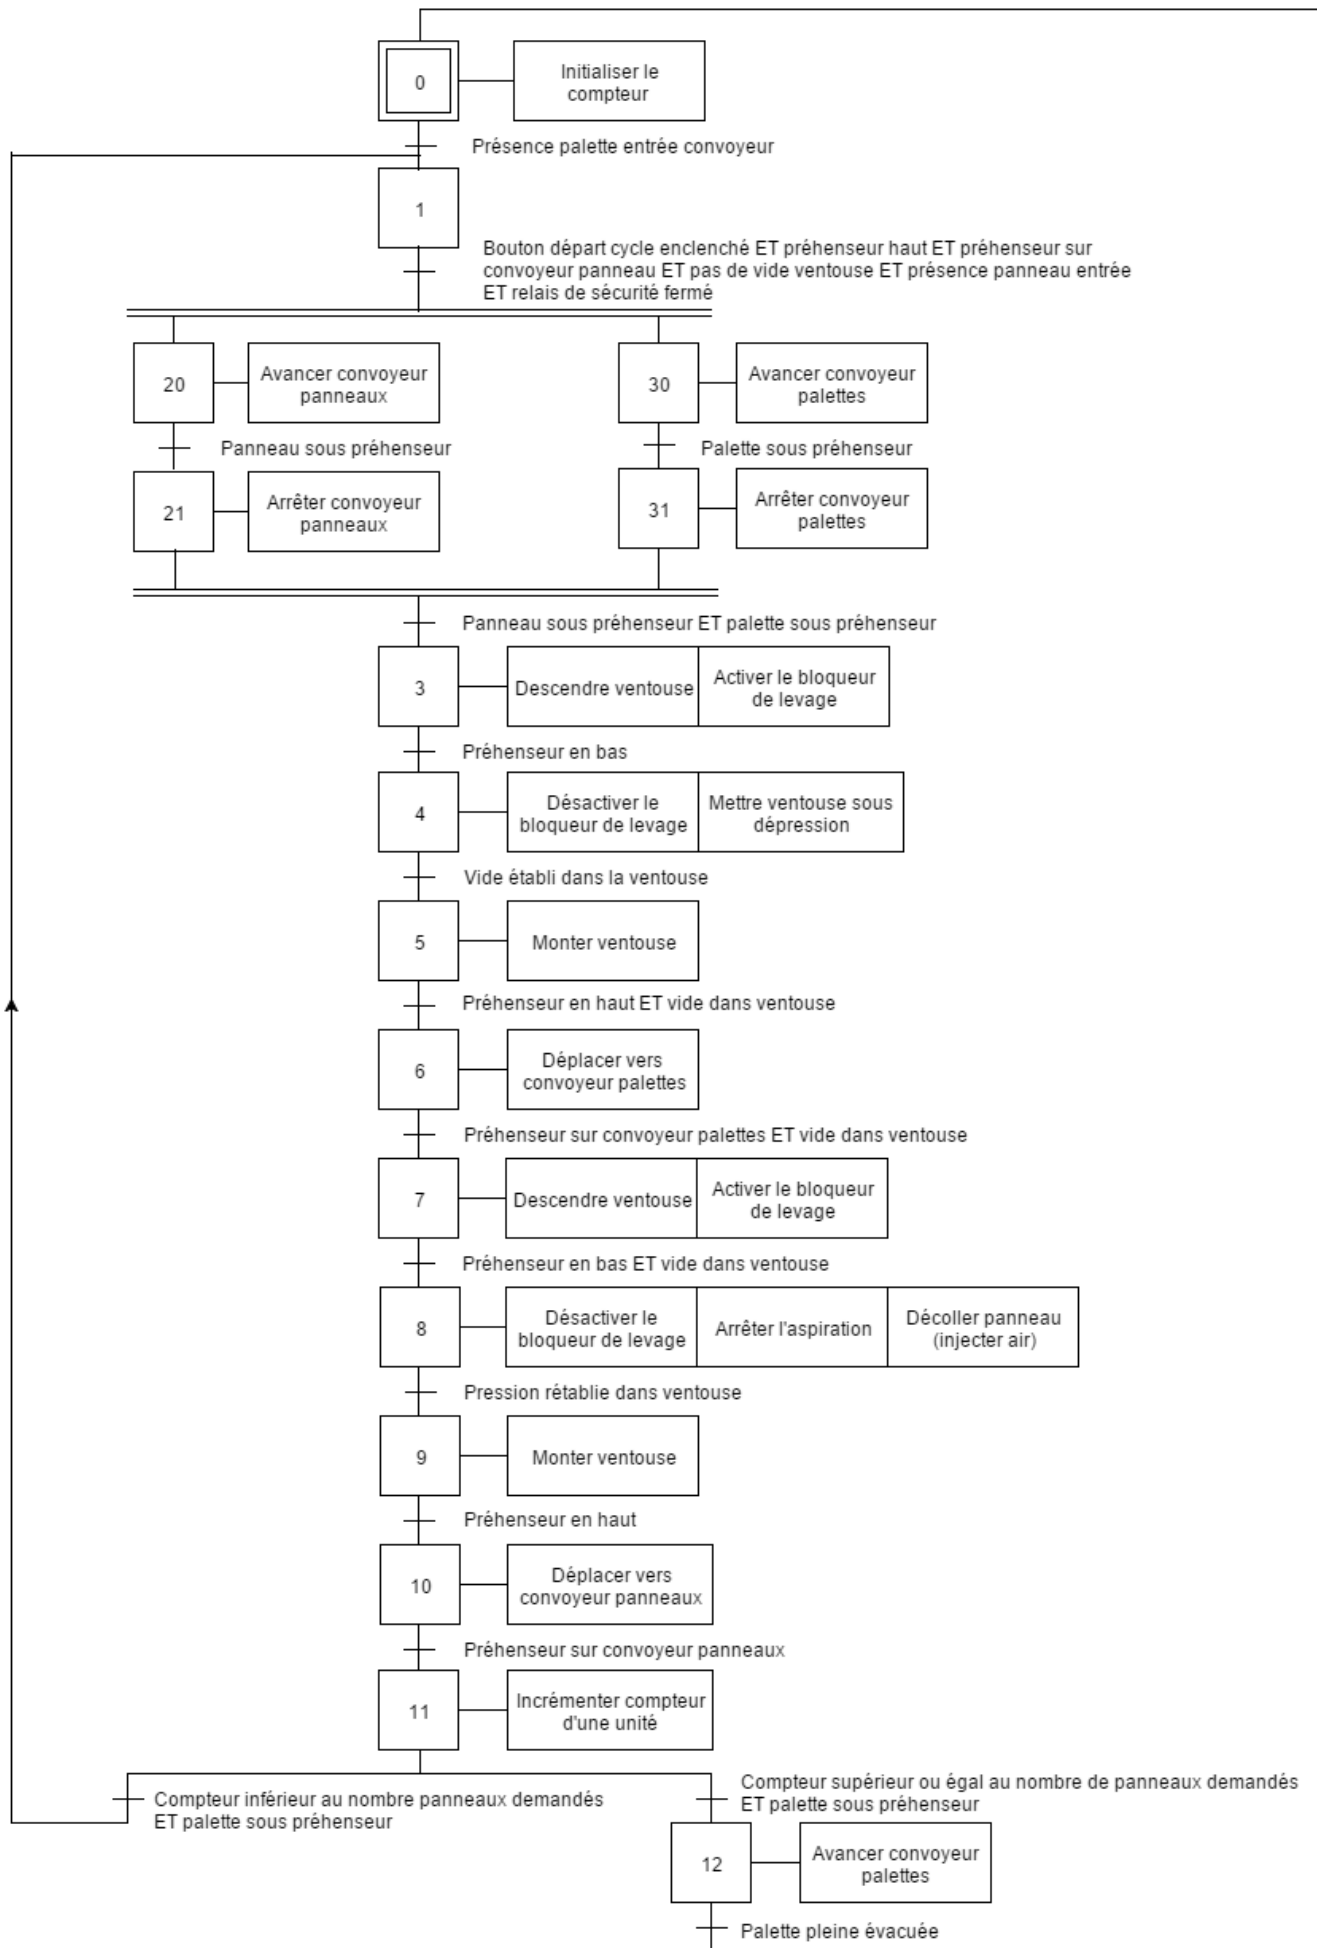 0
Initialiser le
compteur
Présence palette entrée convoyeur
1
Bouton départ cycle enclenché ET préhenseur haut ET préhenseur sur
convoyeur panneau ET pas de vide ventouse ET présence panneau entrée
ET relais de sécurité fermé
20
Avancer convoyeur
panneaux
30
Avancer convoyeur
palettes
Panneau sous préhenseur
Palette sous préhenseur
21
Arrêter convoyeur
panneaux
31
Arrêter convoyeur
palettes
Panneau sous préhenseur ET palette sous préhenseur
3
Descendre ventouse
Activer le bloqueur
de levage
Préhenseur en bas
4
Désactiver le
bloqueur de levage
Mettre ventouse sous
dépression
Vide établi dans la ventouse
5
Monter ventouse
Préhenseur en haut ET vide dans ventouse
6
Déplacer vers
convoyeur palettes
Préhenseur sur convoyeur palettes ET vide dans ventouse
7
Descendre ventouse
Activer le bloqueur
de levage
Préhenseur en bas ET vide dans ventouse
8
Désactiver le
bloqueur de levage
Arrêter l'aspiration
Décoller panneau
(injecter air)
Pression rétablie dans ventouse
9
Monter ventouse
Préhenseur en haut
10
Déplacer vers
convoyeur panneaux
Préhenseur sur convoyeur panneaux
11
Incrémenter compteur
d'une unité
Compteur inférieur au nombre panneaux demandés
ET palette sous préhenseur
Compteur supérieur ou égal au nombre de panneaux demandés
ET palette sous préhenseur
12
Avancer convoyeur
palettes
Palette pleine évacuée